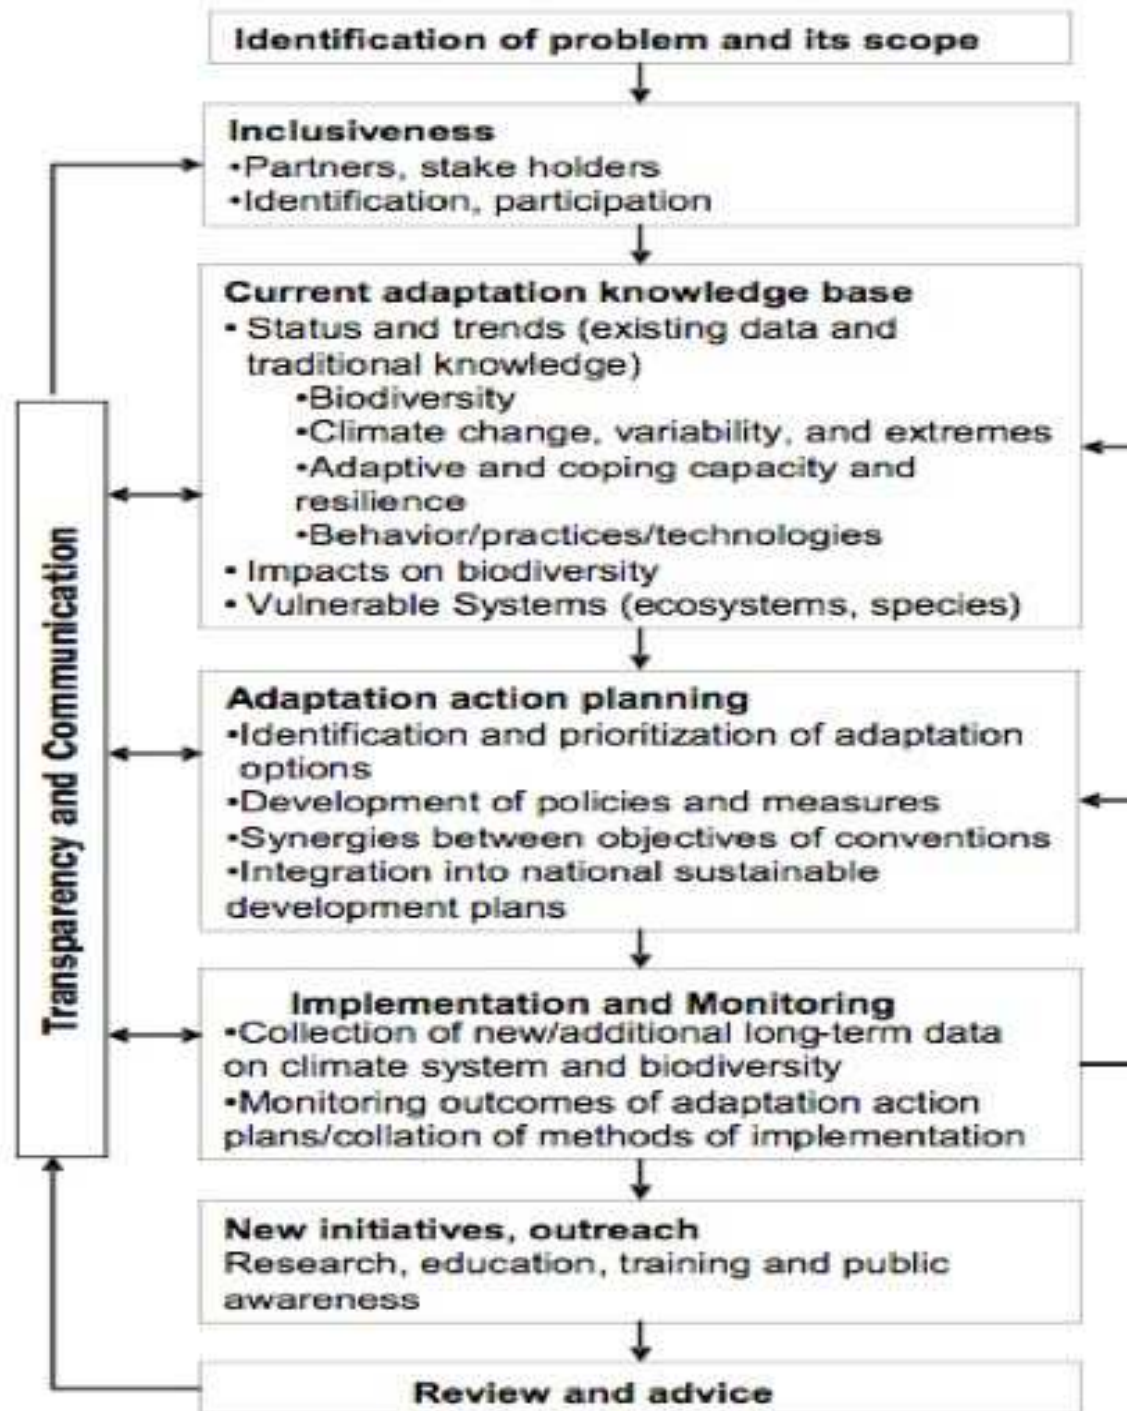 Identification of problem and its scope
Inclusiveness
•Partners, stake holders
•Identification, participation
Current adaptation knowledge base
• Status and trends (existing data and
traditional knowledge)
•Biodiversity
•Climate change, variability, and extremes
•Adaptive and coping capacity and
resilience
•Behavior/practices/technologies
• Impacts on biodiversity
• Vulnerable Systems (ecosystems, species)
Transparency and Communication
Adaptation action planning
•Identification and prioritization of adaptation
options
•Development of policies and measures
•Synergies between objectives of conventions
•Integration into national sustainable
development plans
Implementation and Monitoring
•Collection of new/additional long-term data
on climate system and biodiversity
•Monitoring outcomes of adaptation action
plans/collation of methods of implementation
New initiatives, outreach
Research, education, training and public
awareness
Review and advice